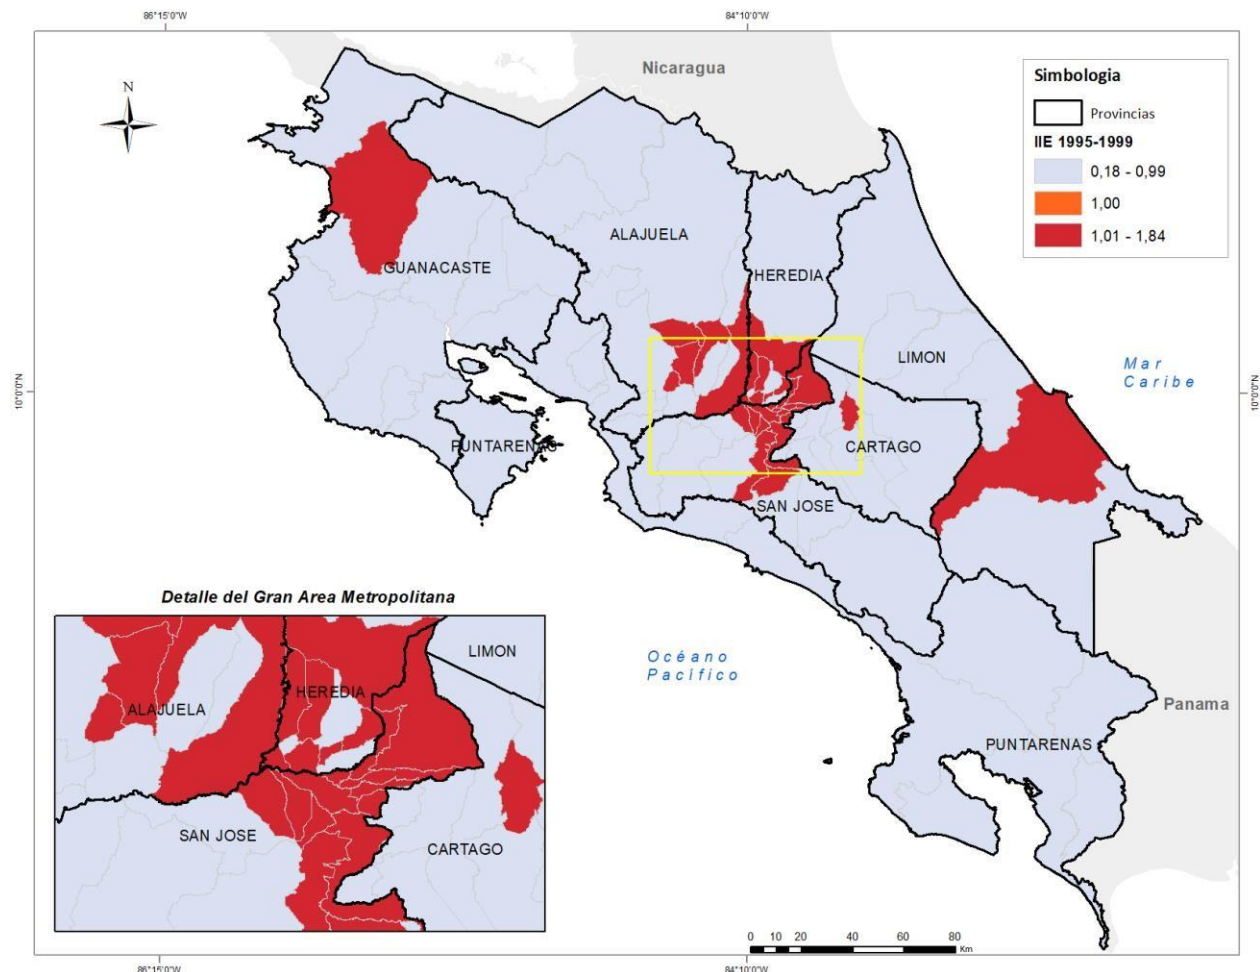 86°15'0"W
84°10'0"W
Nicaragua
N
Simbologia
Provincias
IIE 1995-1999
0,18 - 0,99
1,00
1,01 - 1,84
ALAJUELA
GUANACASTE
HEREDIA
LIMON
Mar
Caribe
10°0'0"N
10°0'0"N
PUNTARENAS
CARTAGO
SAN JOSE
Detalle del Gran Area Metropolitana
LIMON
HEREDIA
ALAJUELA
SAN JOSE
CARTAGO
Océano
Pacífico
Panama
PUNTARENAS
0 10 20 40 60 80
Km
86°15'0"W
84°10'0"W